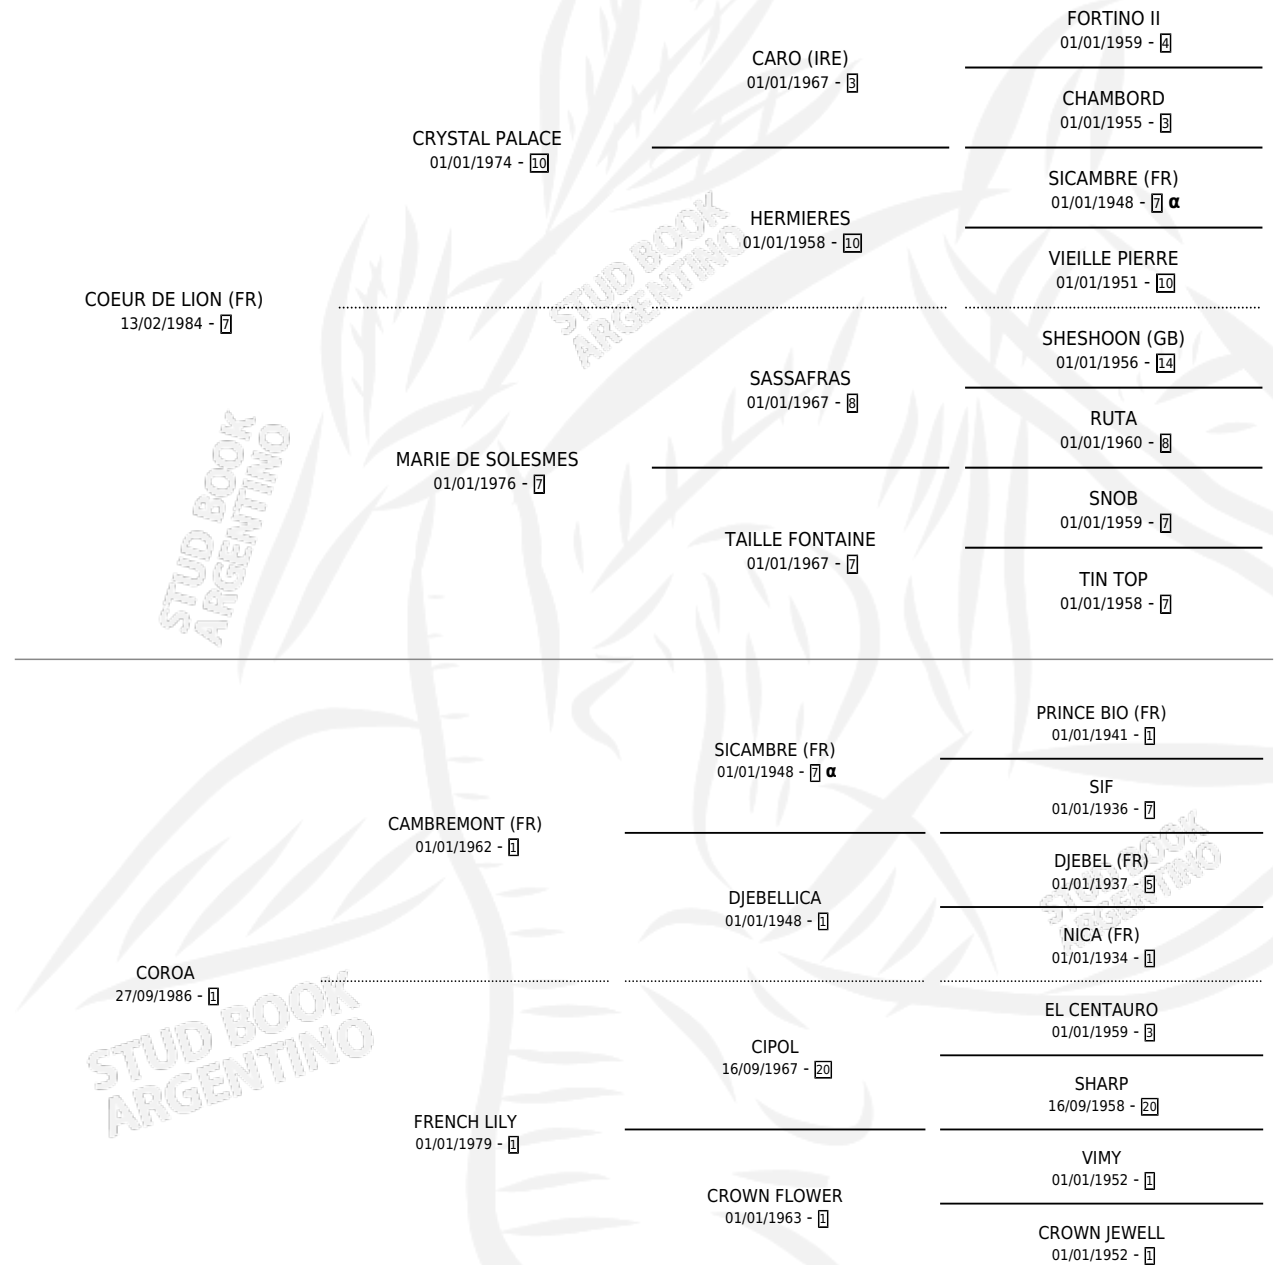 FORTINO II
01/01/1959 - 4
CARO (IRE)
01/01/1967 - 3
CHAMBORD
01/01/1955 - 3
CRYSTAL PALACE
01/01/1974 - 10
SICAMBRE (FR)
01/01/1948 - 7 α
HERMIERES
01/01/1958 - 10
VIEILLE PIERRE
01/01/1951 - 10
COEUR DE LION (FR)
13/02/1984 - 7
SHESHOON (GB)
01/01/1956 - 14
SASSAFRAS
01/01/1967 - 8
RUTA
01/01/1960 - 8
MARIE DE SOLESMES
01/01/1976 - 7
SNOB
01/01/1959 - 7
TAILLE FONTAINE
01/01/1967 - 7
TIN TOP
01/01/1958 - 7
STUD BOOK
ARGENTINO
STUD BOOK
ARGENTINO
PRINCE BIO (FR)
01/01/1941 - 1
SICAMBRE (FR)
01/01/1948 - 7 α
SIF
01/01/1936 - 7
CAMBREMONT (FR)
01/01/1962 - 1
DJEBEL (FR)
01/01/1937 - 5
DJEBELLICA
01/01/1948 - 1
NICA (FR)
01/01/1934 - 1
COROA
27/09/1986 - 1
EL CENTAURO
01/01/1959 - 3
CIPOL
16/09/1967 - 20
SHARP
16/09/1958 - 20
FRENCH LILY
01/01/1979 - 1
VIMY
01/01/1952 - 1
CROWN FLOWER
01/01/1963 - 1
CROWN JEWELL
01/01/1952 - 1
STUD BOOK
ARGENTINO
STUD BOOK
ARGENTINO